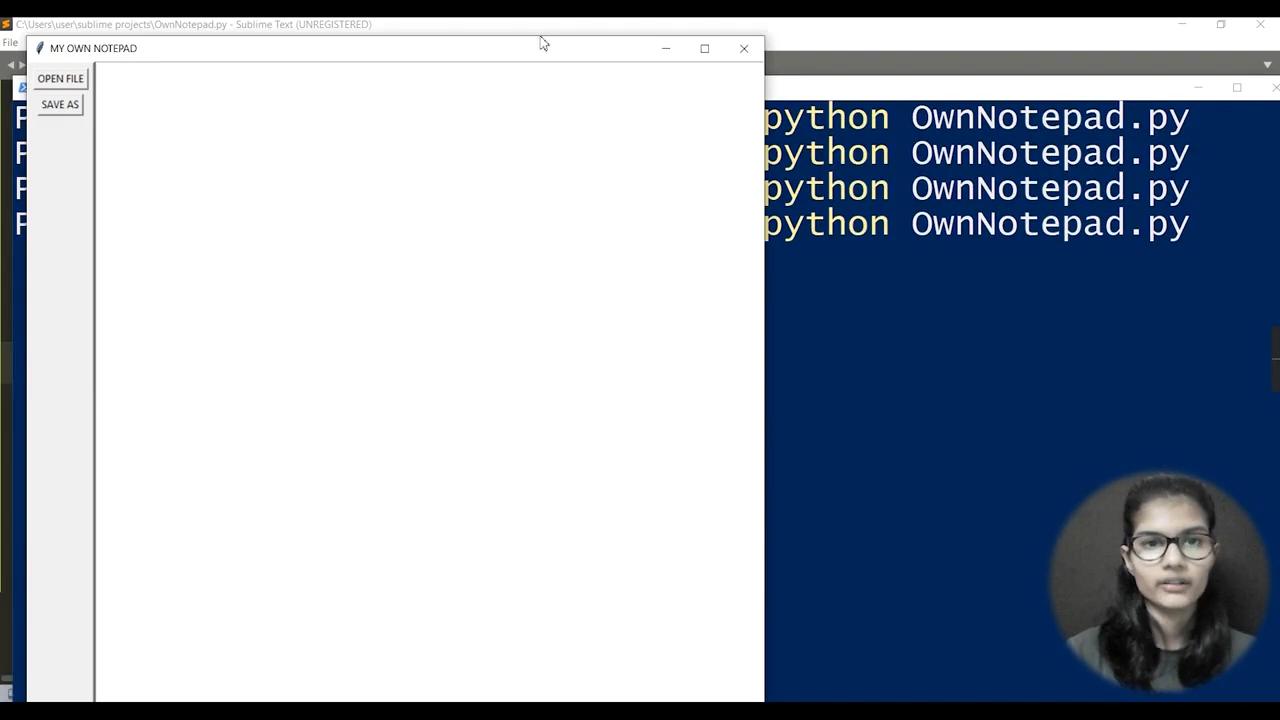 C:\Users\user\sublime projects\OwnNotepad.py - Sublime Text (UNREGISTERED)
File
MY OWN NOTEPAD
OPEN FILE
SAVE AS
P python OwnNotepad.py
P python OwnNotepad.py
P python OwnNotepad.py
P python OwnNotepad.py